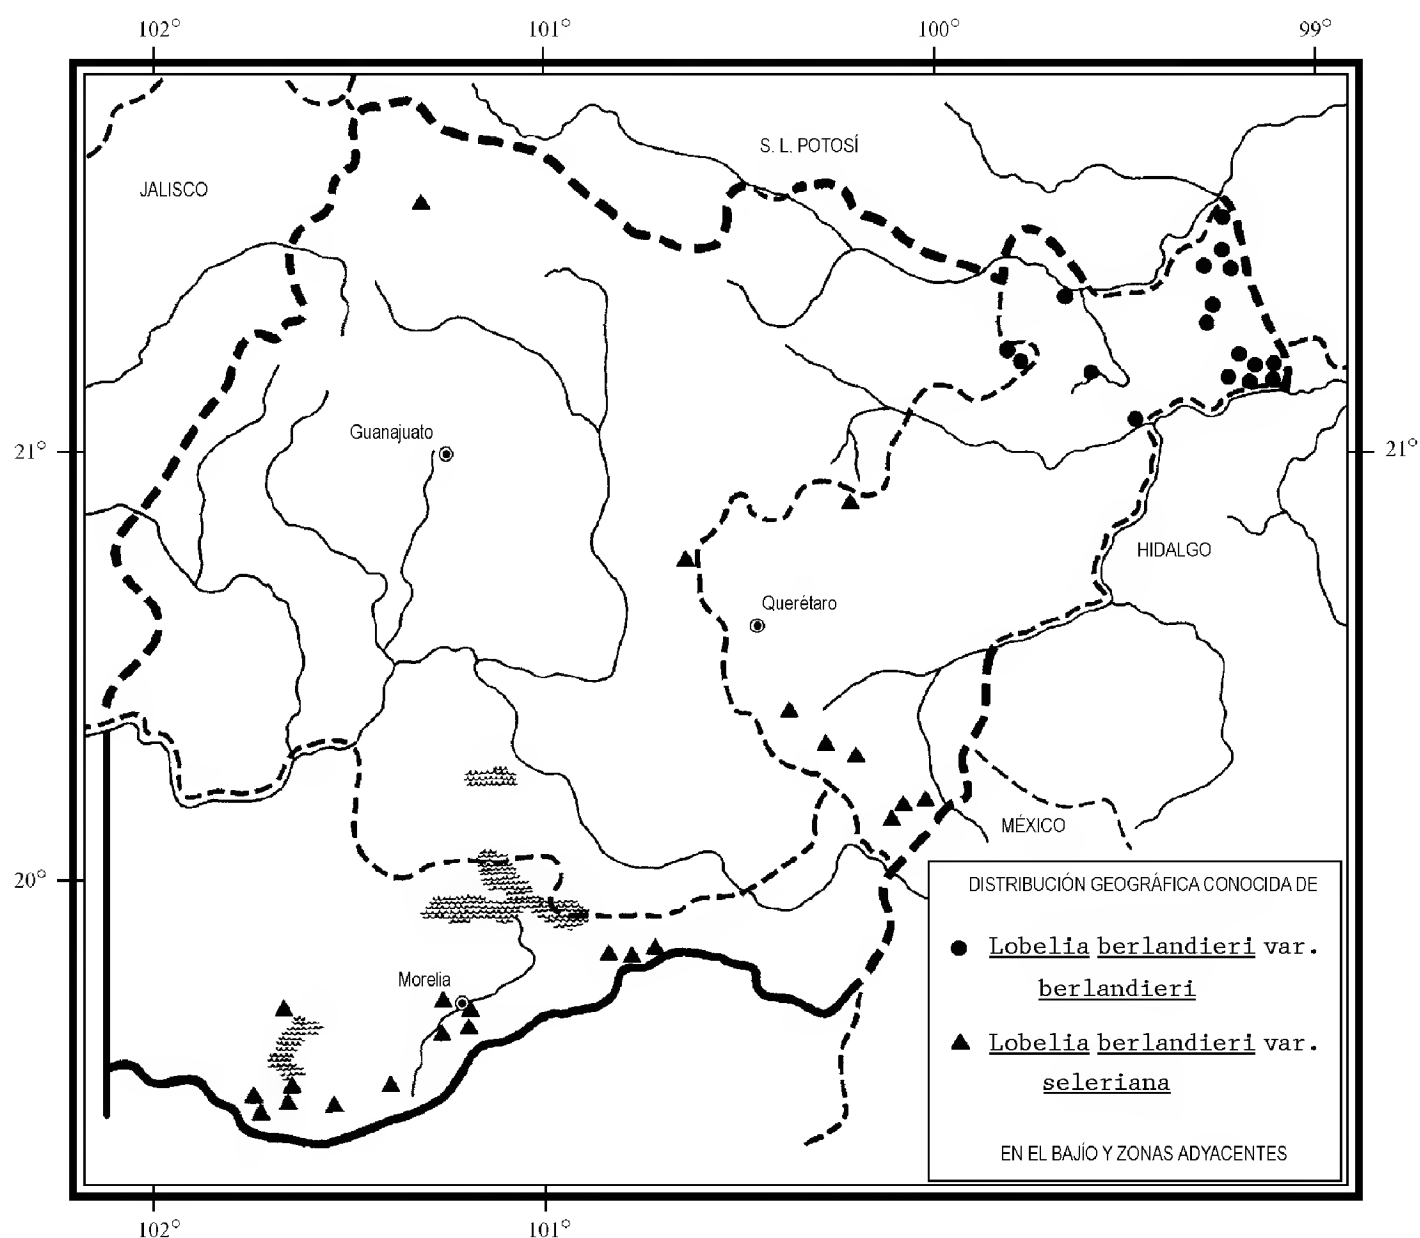 102° 101° 100° 99°
S. L. POTOSÍ
JALISCO
Guanajuato
21° 21°
HIDALGO
Querétaro
MÉXICO
20°
DISTRIBUCIÓN GEOGRÁFICA CONOCIDA DE
Lobelia berlandieri var.
berlandieri
Morelia
Lobelia berlandieri var.
seleriana
EN EL BAJÍO Y ZONAS ADYACENTES
102° 101°